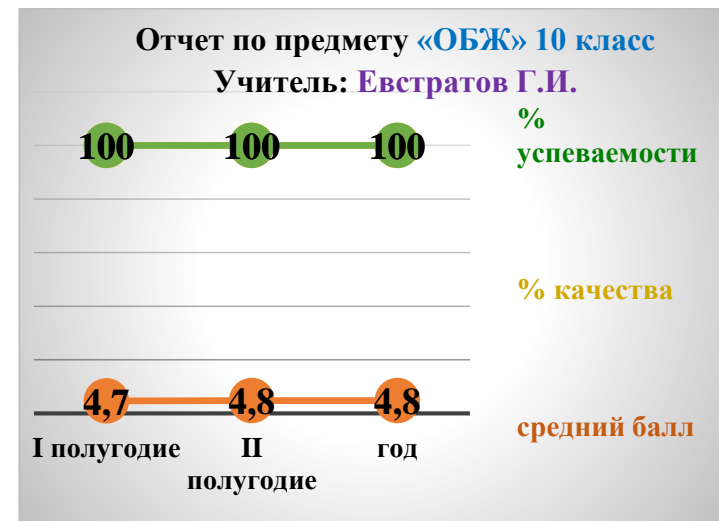 Отчет по предмету «ОБЖ» 10 класс
Учитель: Евстратов Г.И.
%
успеваемости
100 100 100
% качества
4,7 4,8 4,8
средний балл
I полугодие II год
полугодие